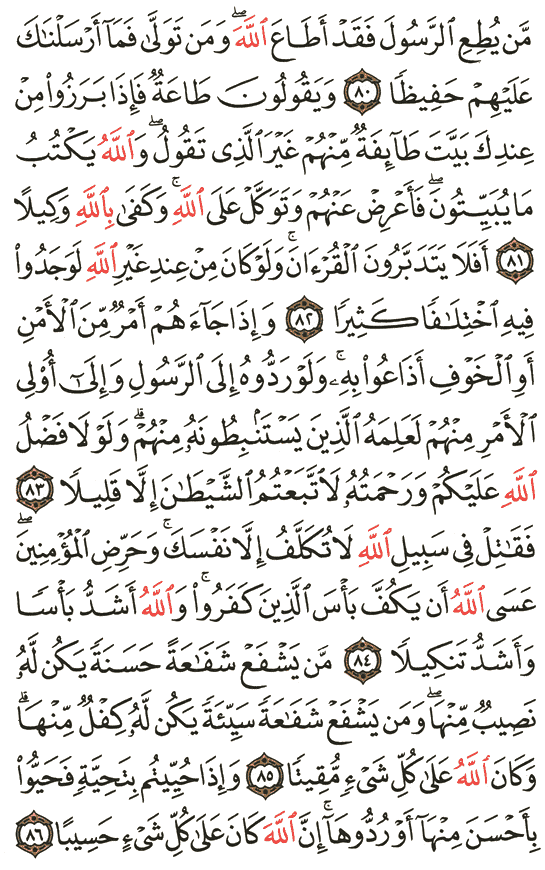 مَّن يُطِعِ ٱلرَّسُولَ فَقَدْ أَطَاعَ ٱللَّهَۖ وَمَن تَوَلَّىٰ فَمَآ أَرْسَلْنَٰكَ
عَلَيْهِمْ حَفِيظًا ٨٠ وَيَقُولُونَ طَاعَةٌ فَإِذَا بَرَزُوا۟ مِنْ
عِندِكَ بَيَّتَ طَآئِفَةٌ مِّنْهُمْ غَيْرَ ٱلَّذِى تَقُولُۖ وَٱللَّهُ يَكْتُبُ
مَا يُبَيِّتُونَۖ فَأَعْرِضْ عَنْهُمْ وَتَوَكَّلْ عَلَى ٱللَّهِۚ وَكَفَىٰ بِٱللَّهِ وَكِيلًا
٨١ أَفَلَا يَتَدَبَّرُونَ ٱلْقُرْءَانَۚ وَلَوْ كَانَ مِنْ عِندِ غَيْرِ ٱللَّهِ لَوَجَدُوا۟
فِيهِ ٱخْتِلَٰفًا كَثِيرًا ٨٢ وَإِذَا جَآءَهُمْ أَمْرٌ مِّنَ ٱلْأَمْنِ
أَوِ ٱلْخَوْفِ أَذَاعُوا۟ بِهِۦۚ وَلَوْ رَدُّوهُ إِلَى ٱلرَّسُولِ وَإِلَىٰٓ أُو۟لِى
ٱلْأَمْرِ مِنْهُمْ لَعَلِمَهُ ٱلَّذِينَ يَسْتَنۢبِطُونَهُۥ مِنْهُمْۗ وَلَوْلَا فَضْلُ
ٱللَّهِ عَلَيْكُمْ وَرَحْمَتُهُۥ لَٱتَّبَعْتُمُ ٱلشَّيْطَٰنَ إِلَّا قَلِيلًا ٨٣
فَقَٰتِلْ فِى سَبِيلِ ٱللَّهِ لَا تُكَلَّفُ إِلَّا نَفْسَكَۚ وَحَرِّضِ ٱلْمُؤْمِنِينَۖ
عَسَى ٱللَّهُ أَن يَكُفَّ بَأْسَ ٱلَّذِينَ كَفَرُوا۟ۚ وَٱللَّهُ أَشَدُّ بَأْسًا
وَأَشَدُّ تَنكِيلًا ٨٤ مَّن يَشْفَعْ شَفَٰعَةً حَسَنَةً يَكُن لَّهُۥ
نَصِيبٌ مِّنْهَاۖ وَمَن يَشْفَعْ شَفَٰعَةً سَيِّئَةً يَكُن لَّهُۥ كِفْلٌ مِّنْهَاۗ
وَكَانَ ٱللَّهُ عَلَىٰ كُلِّ شَىْءٍ مُّقِيتًا ٨٥ وَإِذَا حُيِّيتُم بِتَحِيَّةٍ فَحَيُّوا۟
بِأَحْسَنَ مِنْهَآ أَوْ رُدُّوهَآۗ إِنَّ ٱللَّهَ كَانَ عَلَىٰ كُلِّ شَىْءٍ حَسِيبًا ٨٦